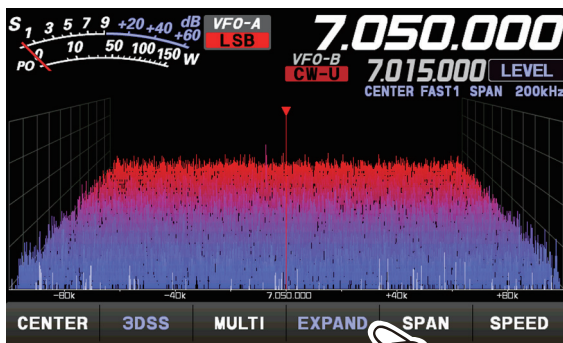 S 1 3 5 7 9 +20 +40 +60 dB
PO 0 10 50 100 150 W
VFO-A
LSB
7.050.000
VFO-B
CW-U
7.015.000 LEVEL
CENTER FAST1 SPAN 200kHz
-80k -40k 7.050.000 +40k +80k
CENTER 3DSS MULTI EXPAND SPAN SPEED